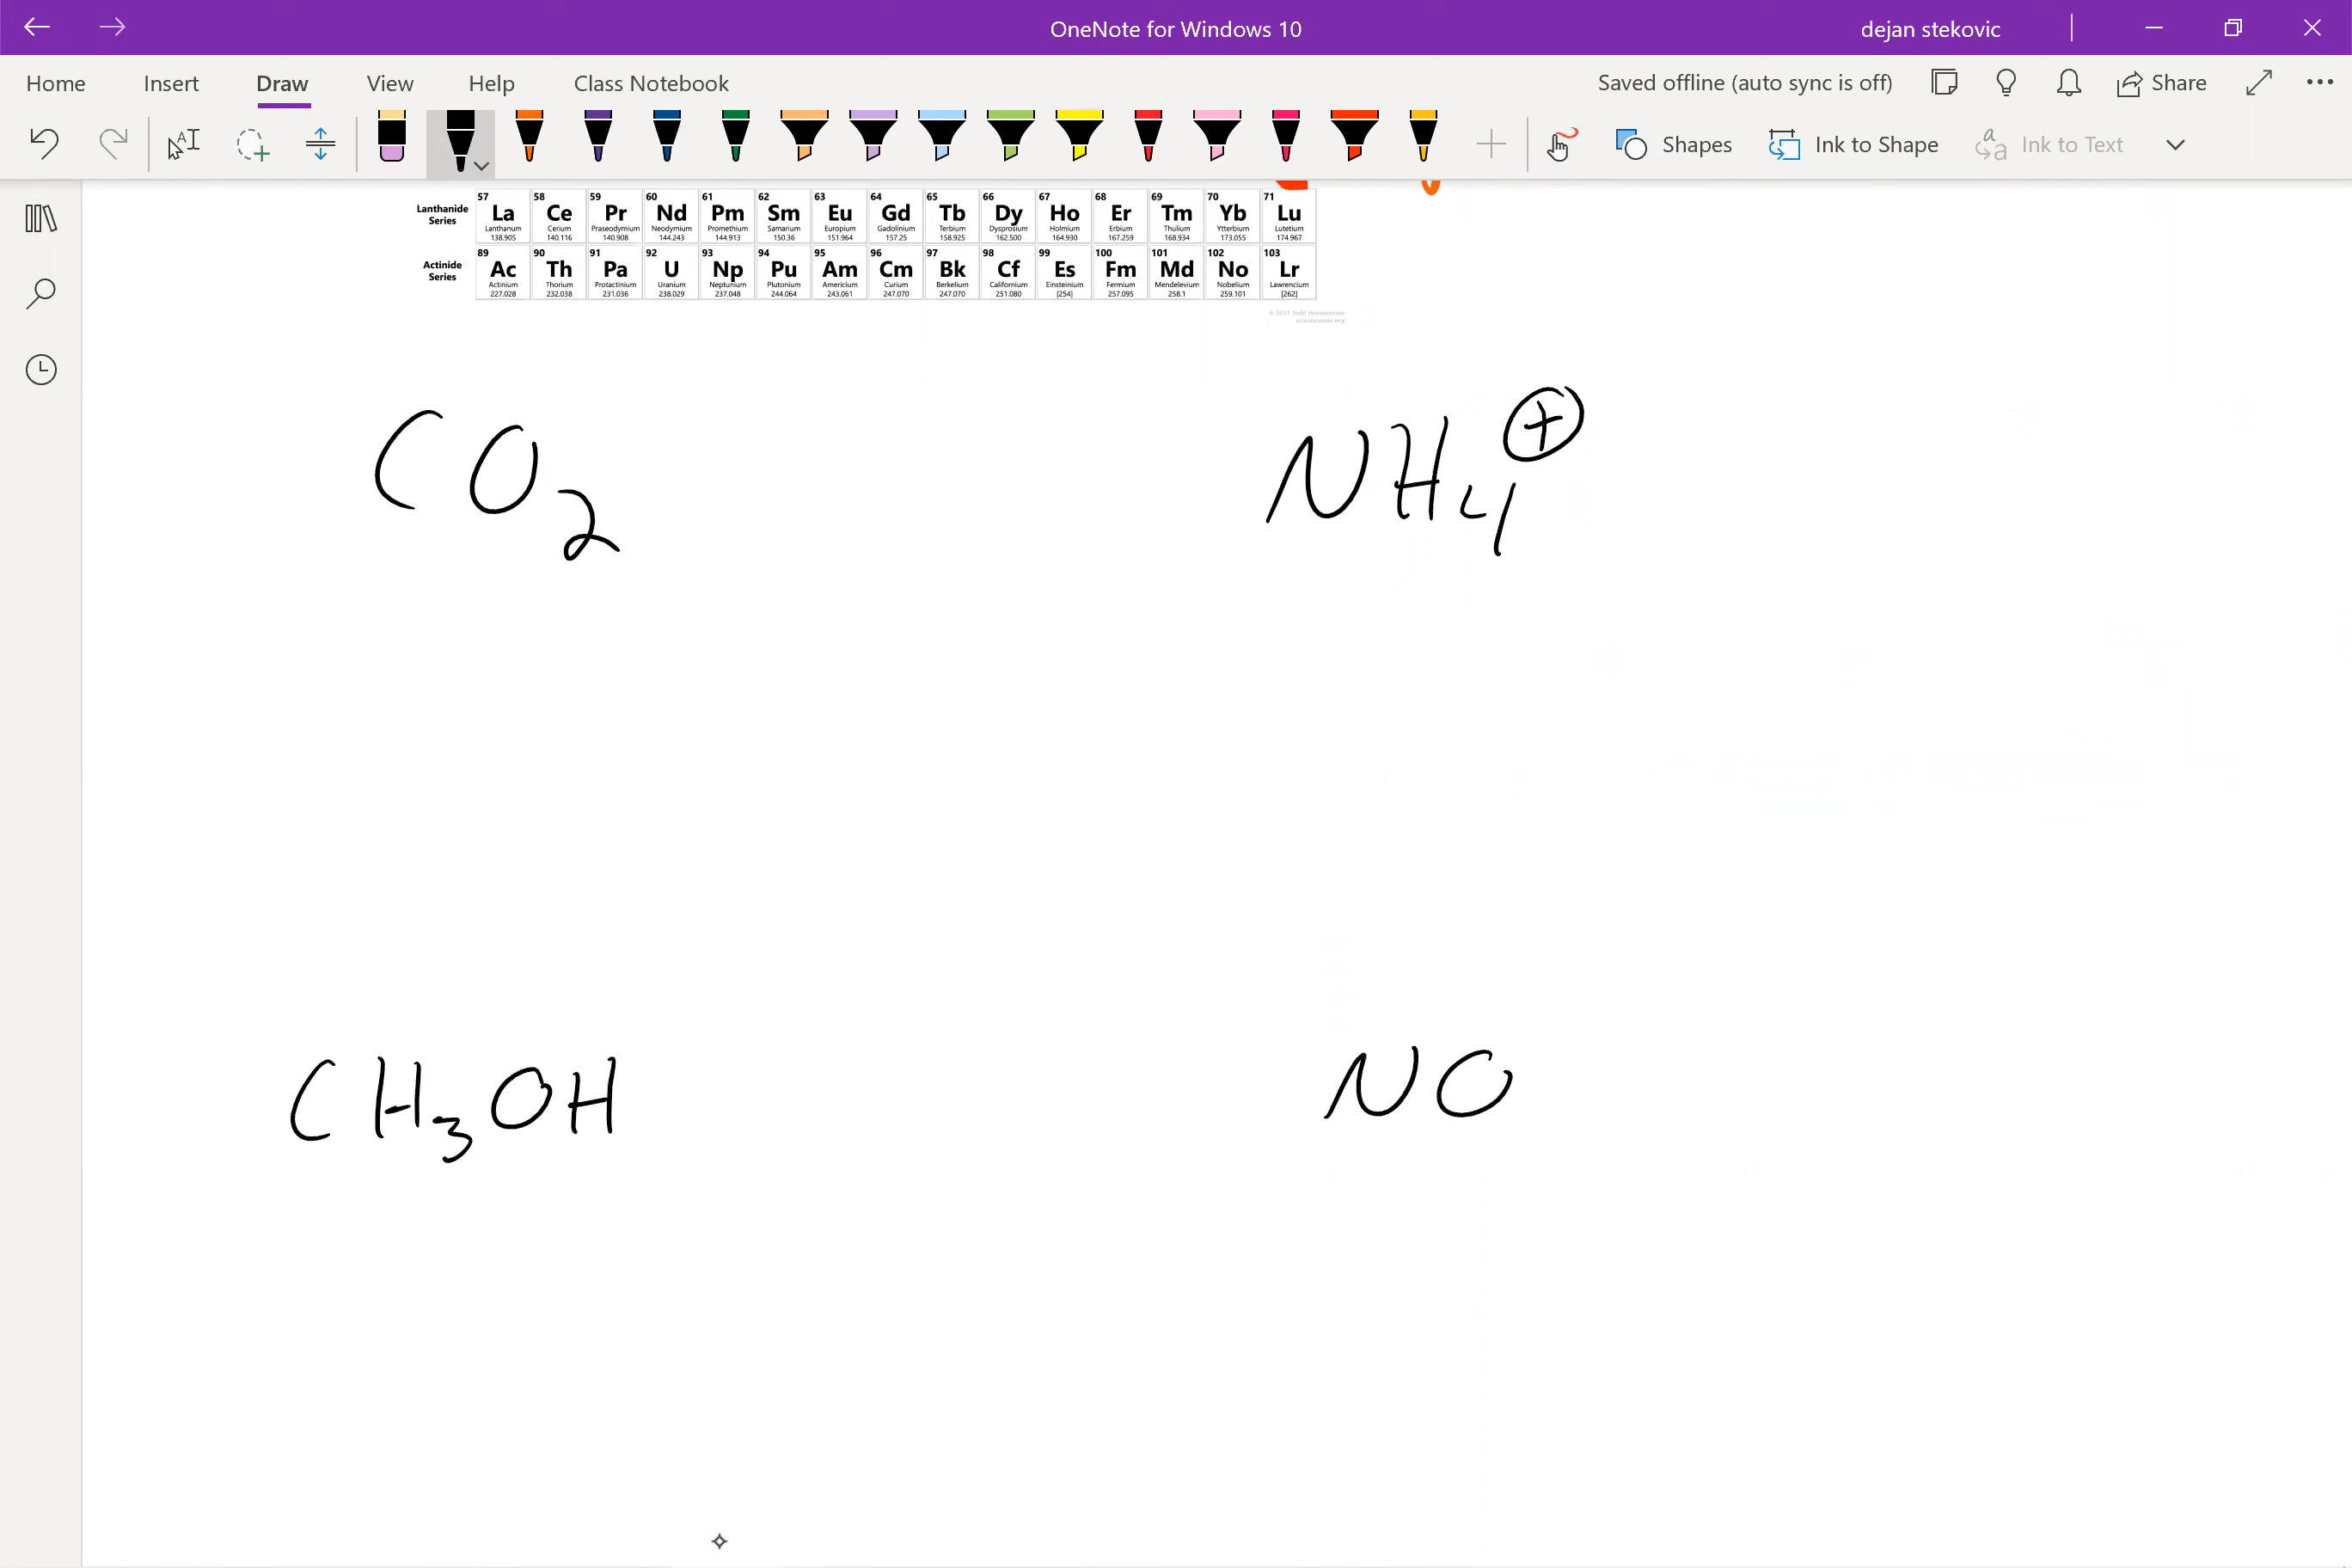 OneNote for Windows 10
dejan stekovic
Home Insert Draw View Help Class Notebook
Saved offline (auto sync is off) Share
AI Shapes Ink to Shape a a Ink to Text
Lanthanide Series
57 La Lanthanum 138.905
58 Ce Cerium 140.116
59 Pr Praseodymium 140.908
60 Nd Neodymium 144.243
61 Pm Promethium 144.913
62 Sm Samarium 150.36
63 Eu Europium 151.964
64 Gd Gadolinium 157.25
65 Tb Terbium 158.925
66 Dy Dysprosium 162.500
67 Ho Holmium 164.930
68 Er Erbium 167.259
69 Tm Thulium 168.934
70 Yb Ytterbium 173.055
71 Lu Lutetium 174.967
Actinide Series
89 Ac Actinium 227.028
90 Th Thorium 232.038
91 Pa Protactinium 231.036
92 U Uranium 238.029
93 Np Neptunium 237.048
94 Pu Plutonium 244.064
95 Am Americium 243.061
96 Cm Curium 247.070
97 Bk Berkelium 247.070
98 Cf Californium 251.080
99 Es Einsteinium [254]
100 Fm Fermium 257.095
101 Md Mendelevium 258.1
102 No Nobelium 259.101
103 Lr Lawrencium [262]
© 2017 Todd Helmenstine
sciencenotes.org
CO₂ NH₄⊕
CH₃OH NO